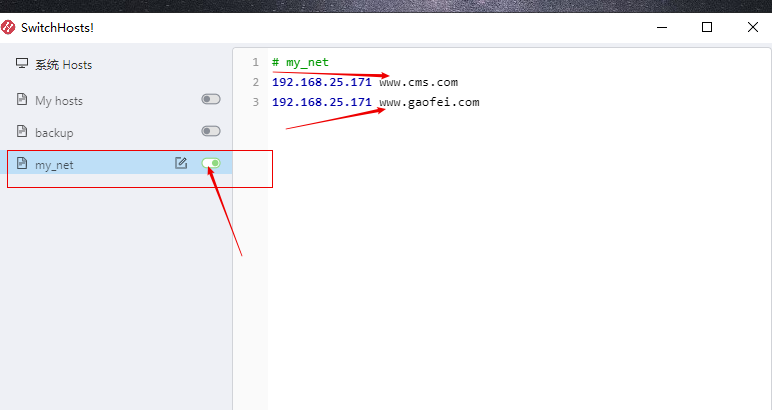 SwitchHosts!
系统 Hosts
My hosts
backup
my_net
1 # my_net
2 192.168.25.171 www.cms.com
3 192.168.25.171 www.gaofei.com